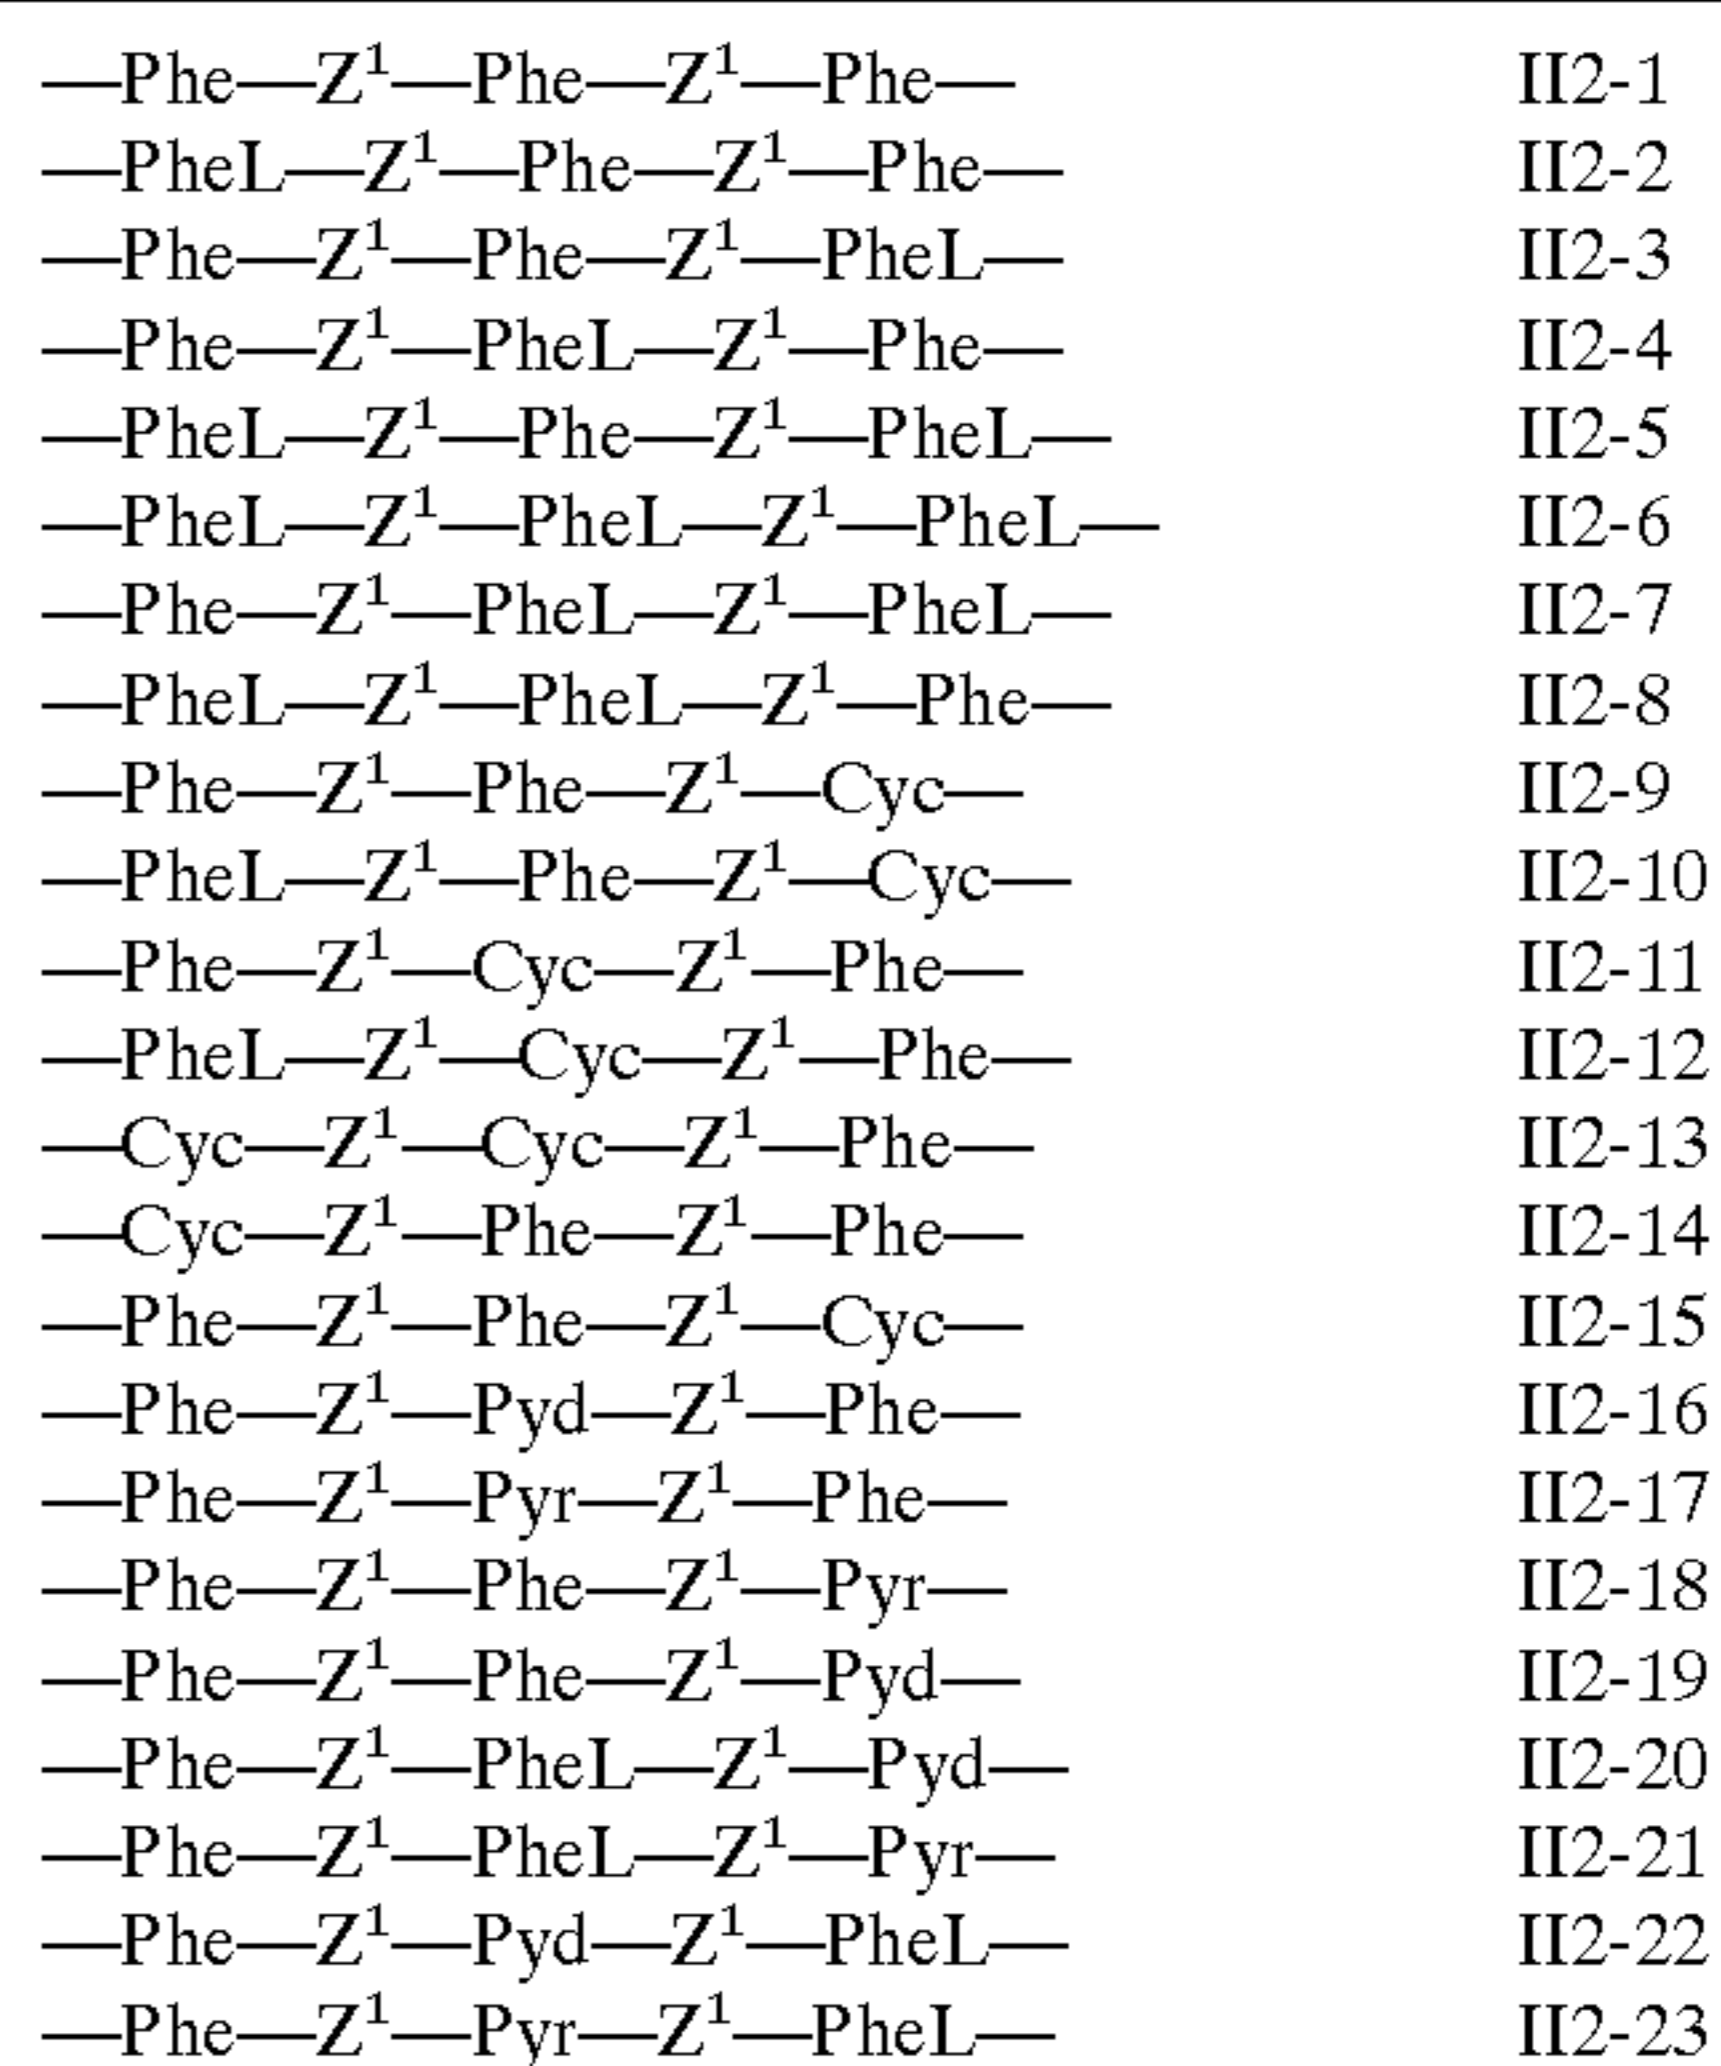 —Phe—Z¹—Phe—Z¹—Phe— II2-1
—PheL—Z¹—Phe—Z¹—Phe— II2-2
—Phe—Z¹—Phe—Z¹—PheL— II2-3
—Phe—Z¹—PheL—Z¹—Phe— II2-4
—PheL—Z¹—Phe—Z¹—PheL— II2-5
—PheL—Z¹—PheL—Z¹—PheL— II2-6
—Phe—Z¹—PheL—Z¹—PheL— II2-7
—PheL—Z¹—PheL—Z¹—Phe— II2-8
—Phe—Z¹—Phe—Z¹—Cyc— II2-9
—PheL—Z¹—Phe—Z¹—Cyc— II2-10
—Phe—Z¹—Cyc—Z¹—Phe— II2-11
—PheL—Z¹—Cyc—Z¹—Phe— II2-12
—Cyc—Z¹—Cyc—Z¹—Phe— II2-13
—Cyc—Z¹—Phe—Z¹—Phe— II2-14
—Phe—Z¹—Phe—Z¹—Cyc— II2-15
—Phe—Z¹—Pyd—Z¹—Phe— II2-16
—Phe—Z¹—Pyr—Z¹—Phe— II2-17
—Phe—Z¹—Phe—Z¹—Pyr— II2-18
—Phe—Z¹—Phe—Z¹—Pyd— II2-19
—Phe—Z¹—PheL—Z¹—Pyd— II2-20
—Phe—Z¹—PheL—Z¹—Pyr— II2-21
—Phe—Z¹—Pyd—Z¹—PheL— II2-22
—Phe—Z¹—Pyr—Z¹—PheL— II2-23